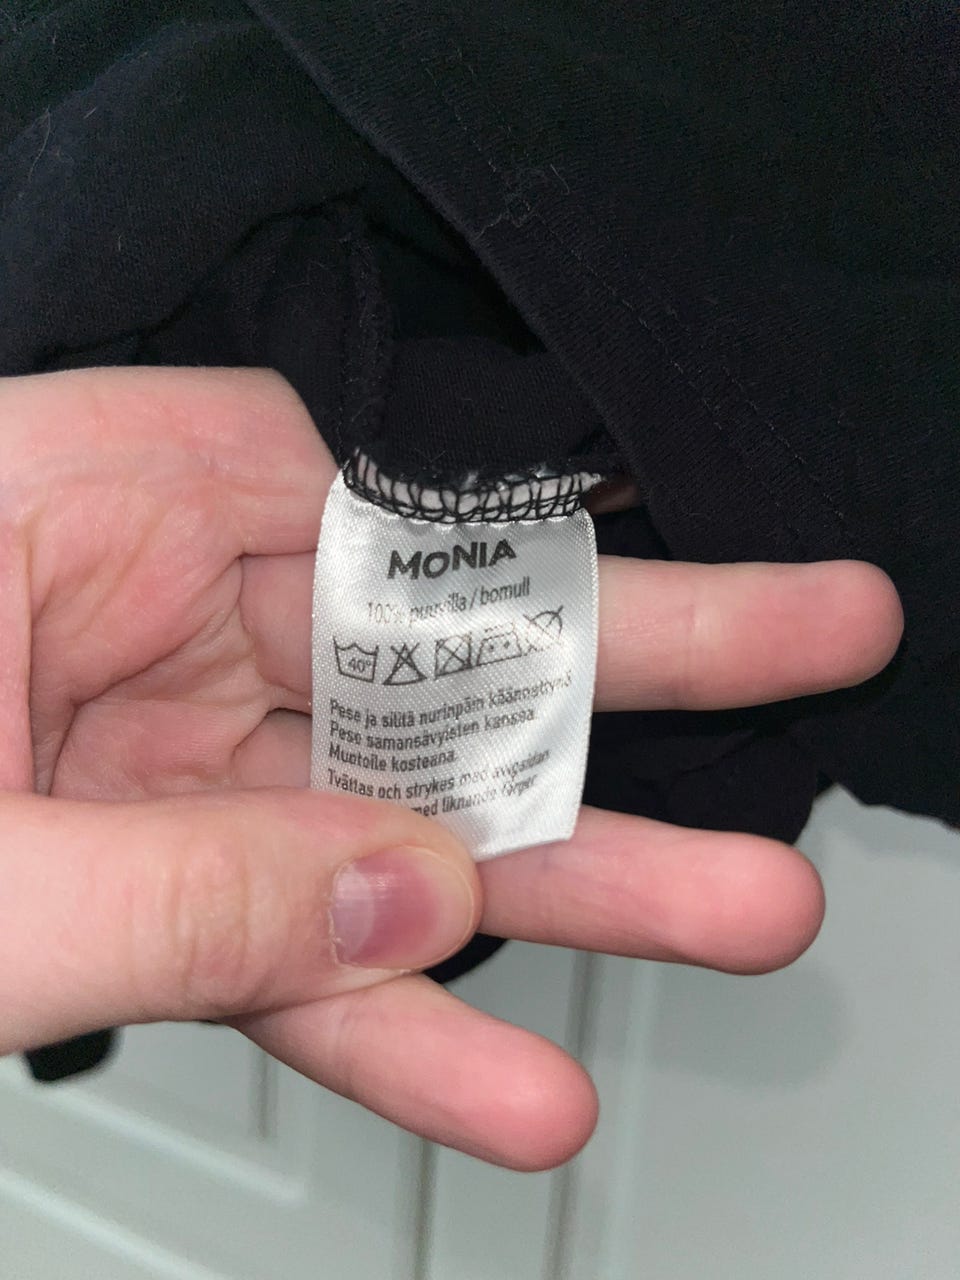 MONIA
100% puuvilla / bomull
40°
Pese ja silitä nurinpäin käännettynä
Pese samansävyisten kanssa.
Muotoile kosteana.
Tvättas och strykes med avigsidan
med liknande färger